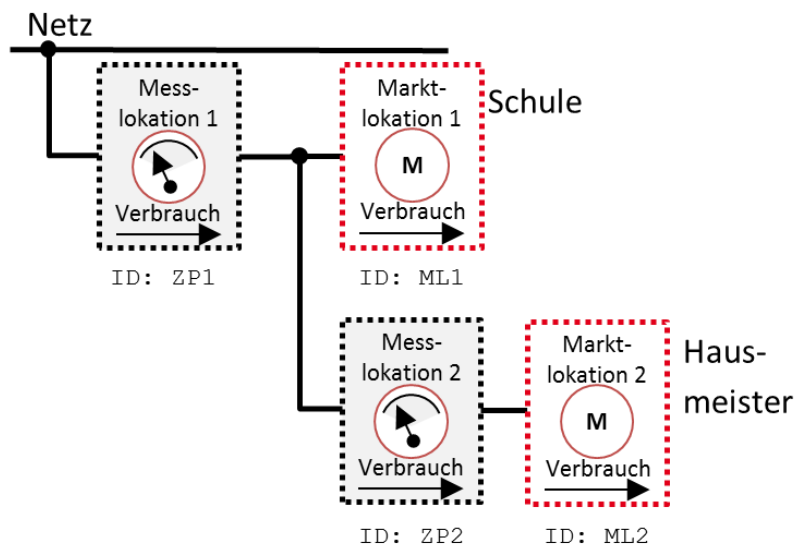 Netz
Mess-
lokation 1
Verbrauch
ID: ZP1
Markt-
lokation 1
M
Verbrauch
ID: ML1
Schule
Mess-
lokation 2
Verbrauch
ID: ZP2
Markt-
lokation 2
M
Verbrauch
ID: ML2
Haus-
meister